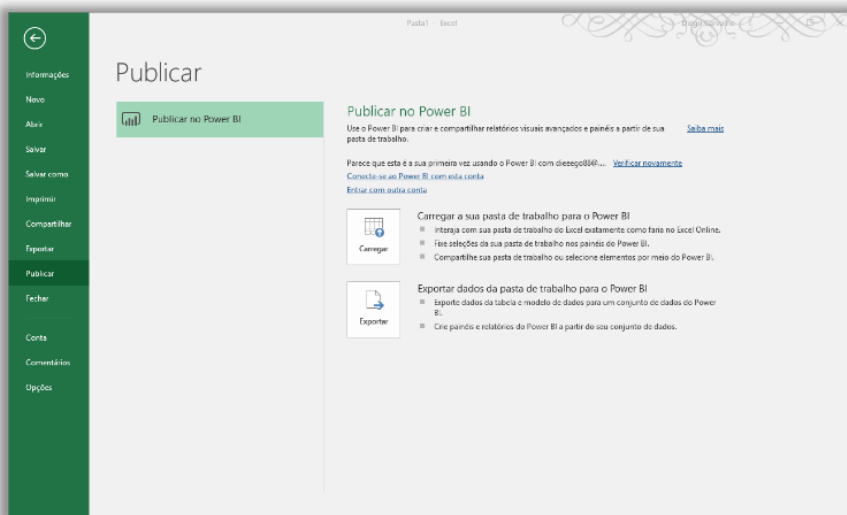 Pasta1 - Excel
Diego Carvalho
Informações
Novo
Abrir
Salvar
Salvar como
Imprimir
Compartilhar
Exportar
Publicar
Fechar
Conta
Comentários
Opções
Publicar
Publicar no Power BI
Publicar no Power BI
Use o Power BI para criar e compartilhar relatórios visuais avançados e painéis a partir de sua
pasta de trabalho.
Saiba mais
Parece que esta é a sua primeira vez usando o Power BI com dieeego88@.... Verificar novamente
Conecte-se ao Power BI com esta conta
Entrar com outra conta
Carregar
Carregar a sua pasta de trabalho para o Power BI
Interaja com sua pasta de trabalho do Excel exatamente como faria no Excel Online.
Fixe seleções da sua pasta de trabalho nos painéis do Power BI.
Compartilhe sua pasta de trabalho ou selecione elementos por meio do Power BI.
Exportar
Exportar dados da pasta de trabalho para o Power BI
Exporte dados da tabela e modelo de dados para um conjunto de dados do Power
BI.
Crie painéis e relatórios do Power BI a partir do seu conjunto de dados.